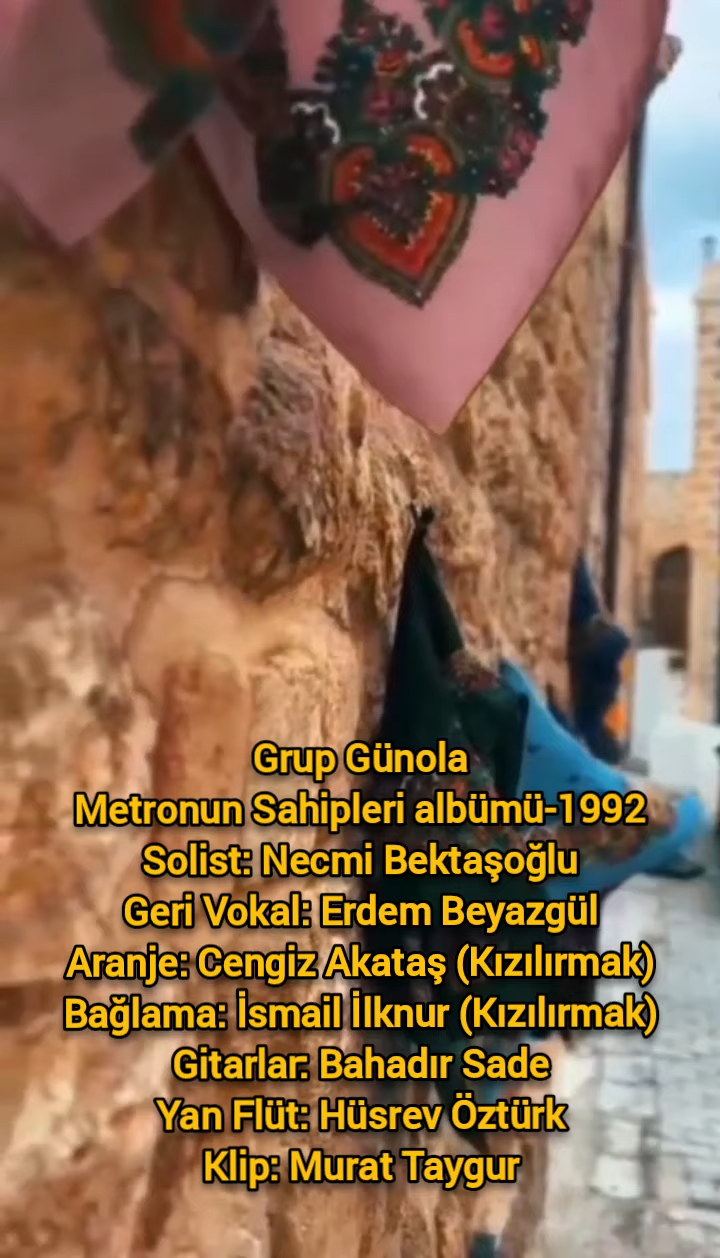 Grup Günola
Metronun Sahipleri albümü-1992
Solist: Necmi Bektaşoğlu
Geri Vokal: Erdem Beyazgül
Aranje: Cengiz Akataş (Kızılırmak)
Bağlama: İsmail İlknur (Kızılırmak)
Gitarlar: Bahadır Sade
Yan Flüt: Hüsrev Öztürk
Klip: Murat Taygur